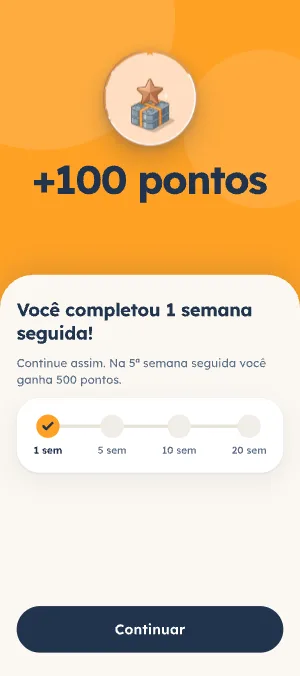 +100 pontos
Você completou 1 semana
seguida!
Continue assim. Na 5ª semana seguida você
ganha 500 pontos.
1 sem 5 sem 10 sem 20 sem
Continuar